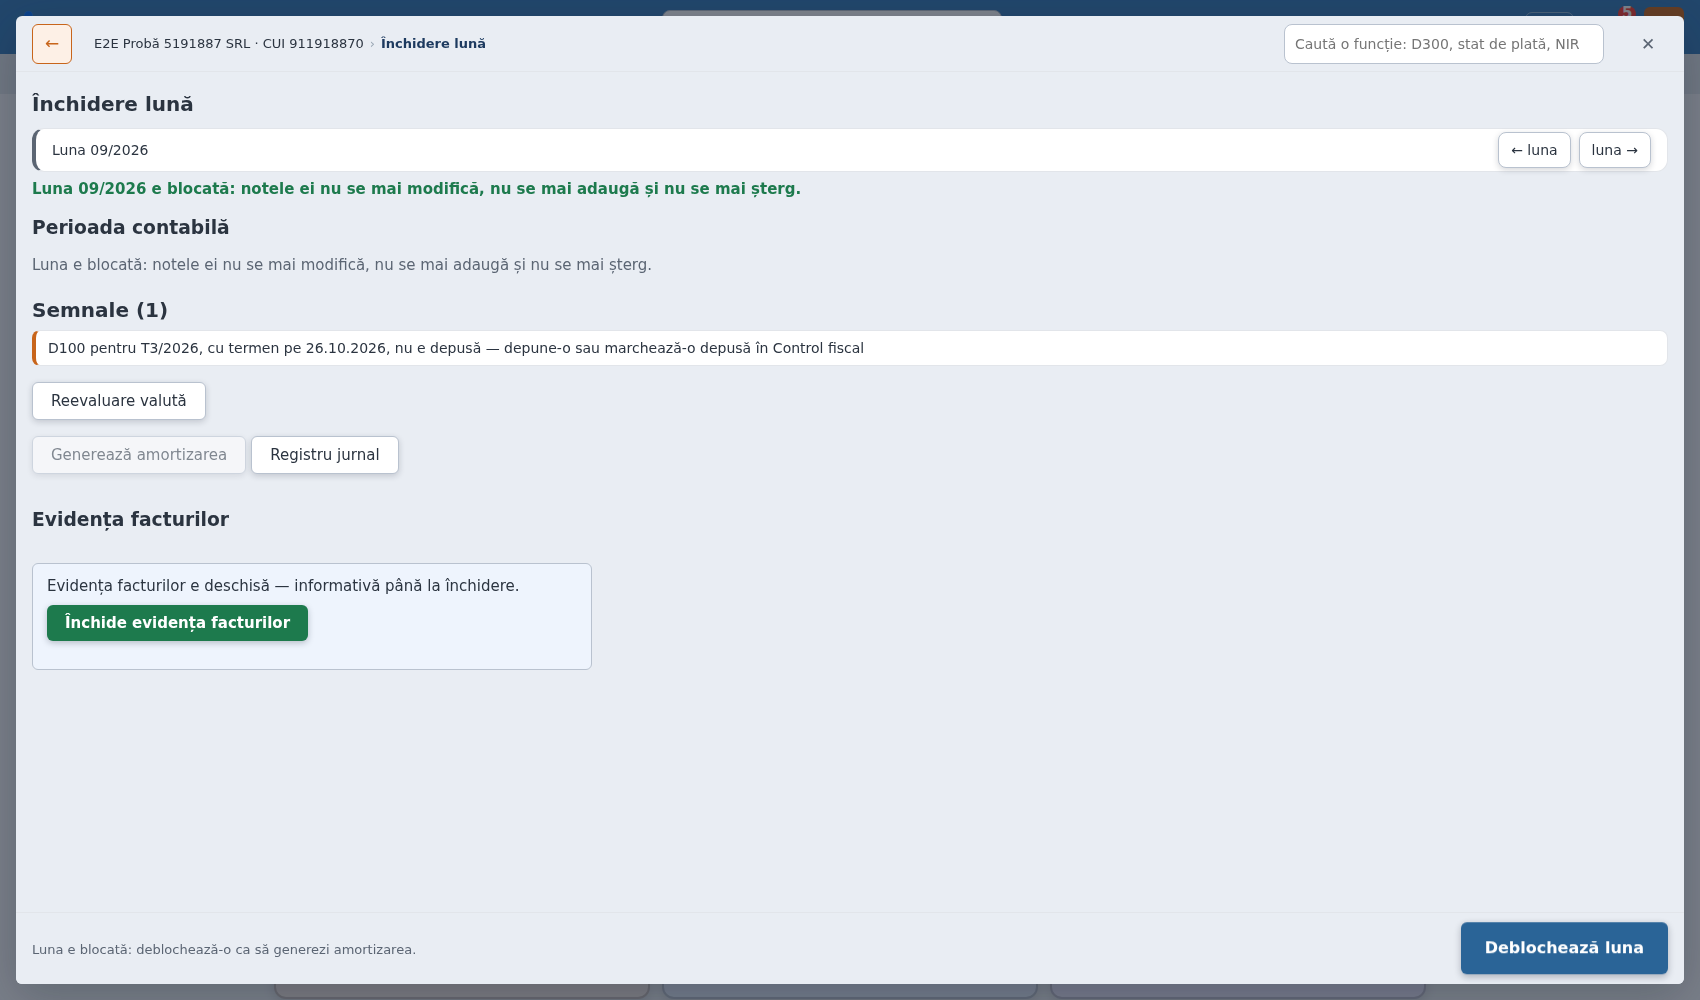 5
←
E2E Probă 5191887 SRL · CUI 911918870 › Închidere lună
Caută o funcție: D300, stat de plată, NIR
✕
Închidere lună
Luna 09/2026
← luna
luna →
Luna 09/2026 e blocată: notele ei nu se mai modifică, nu se mai adaugă și nu se mai șterg.
Perioada contabilă
Luna e blocată: notele ei nu se mai modifică, nu se mai adaugă și nu se mai șterg.
Semnale (1)
D100 pentru T3/2026, cu termen pe 26.10.2026, nu e depusă — depune-o sau marchează-o depusă în Control fiscal
Reevaluare valută
Generează amortizarea
Registru jurnal
Evidența facturilor
Evidența facturilor e deschisă — informativă până la închidere.
Închide evidența facturilor
Luna e blocată: deblochează-o ca să generezi amortizarea.
Deblochează luna